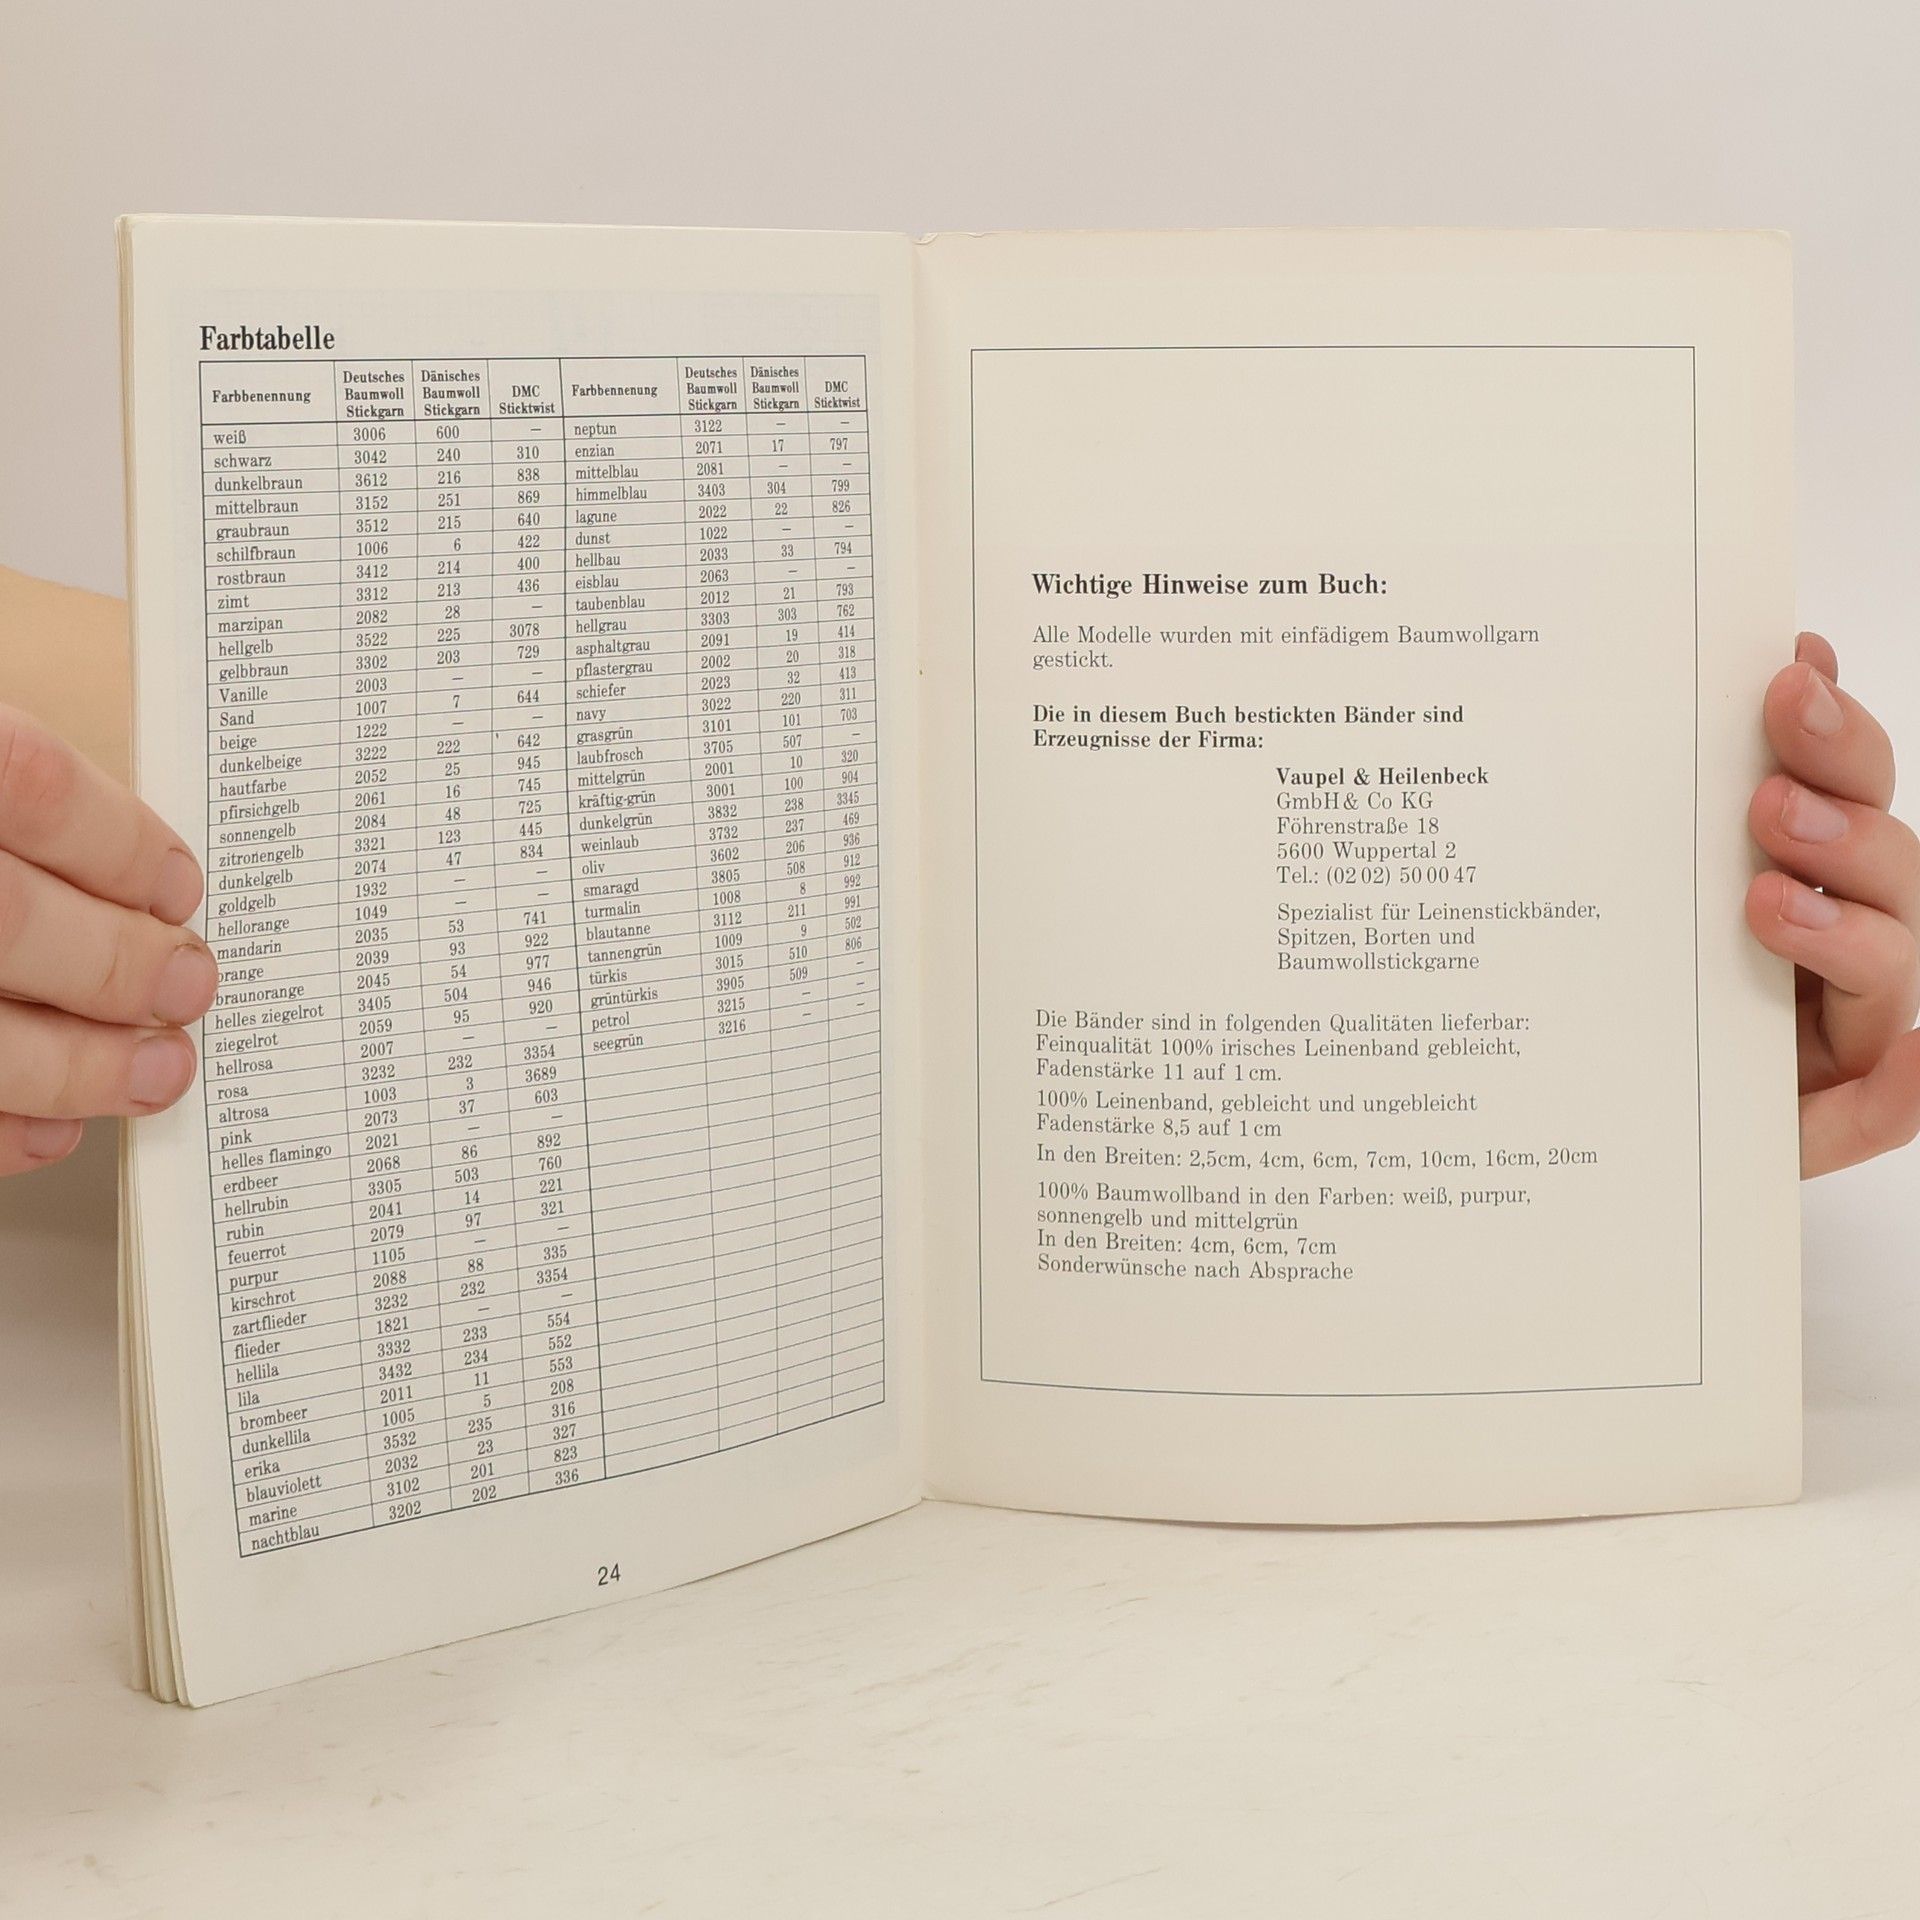 Farbtabelle
Farbbenennung Deutsches Baumwoll Stickgarn Dänisches Baumwoll Stickgarn DMC Sticktwist Farbbennenung Deutsches Baumwoll Stickgarn Dänisches Baumwoll Stickgarn DMC Sticktwist
weiß 3006 600 – neptun 3122 – –
schwarz 3042 240 310 enzian 2071 17 797
dunkelbraun 3612 216 838 mittelblau 2081 – –
mittelbraun 3152 251 869 himmelblau 3403 304 799
graubraun 3512 215 640 lagune 2022 22 826
schilfbraun 1006 6 422 dunst 1022 – –
rostbraun 3412 214 400 hellbau 2033 33 794
zimt 3312 213 436 eisblau 2063 – –
marzipan 2082 28 – taubenblau 2012 21 793
hellgelb 3522 225 3078 hellgrau 3303 303 762
gelbbraun 3302 203 729 asphaltgrau 2091 19 414
Vanille 2003 – – pflastergrau 2002 20 318
Sand 1007 7 644 schiefer 2023 32 413
beige 1222 – – navy 3022 220 311
dunkelbeige 3222 222 642 grasgrün 3101 101 703
hautfarbe 2052 25 945 laubfrosch 3705 507 –
pfirsichgelb 2061 16 745 mittelgrün 2001 10 320
sonnengelb 2084 48 725 kräftig-grün 3001 100 904
zitronengelb 3321 123 445 dunkelgrün 3832 238 3345
dunkelgelb 2074 47 834 weinlaub 3732 237 469
goldgelb 1932 – – oliv 3602 206 936
hellorange 1049 – – smaragd 3805 508 912
mandarin 2035 53 741 turmalin 1008 8 992
orange 2039 93 922 blautanne 3112 211 991
braunorange 2045 54 977 tannengrün 1009 9 502
helles ziegelrot 3405 504 946 türkis 3015 510 806
ziegelrot 2059 95 920 grüntürkis 3905 509 –
hellrosa 2007 – – petrol 3215 – –
rosa 3232 232 3354 seegrün 3216 – –
altrosa 1003 3 3689
pink 2073 37 603
helles flamingo 2021 – –
erdbeer 2068 86 892
hellrubin 3305 503 760
rubin 2041 14 221
feuerrot 2079 97 321
purpur 1105 – –
kirschrot 2088 88 335
zartflieder 3232 232 3354
flieder 1821 – –
hellila 3332 233 554
lila 3432 234 552
brombeer 2011 11 553
dunkellila 1005 5 208
erika 3532 235 316
blauviolett 2032 23 327
marine 3102 201 823
nachtblau 3202 202 336
24
Wichtige Hinweise zum Buch:
Alle Modelle wurden mit einfädigem Baumwollgarn
gestickt.
Die in diesem Buch bestickten Bänder sind
Erzeugnisse der Firma:
Vaupel & Heilenbeck
GmbH & Co KG
Föhrenstraße 18
5600 Wuppertal 2
Tel.: (02 02) 50 00 47
Spezialist für Leinenstickbänder,
Spitzen, Borten und
Baumwollstickgarne
Die Bänder sind in folgenden Qualitäten lieferbar:
Feinqualität 100% irisches Leinenband gebleicht,
Fadenstärke 11 auf 1 cm.
100% Leinenband, gebleicht und ungebleicht
Fadenstärke 8,5 auf 1 cm
In den Breiten: 2,5cm, 4cm, 6cm, 7cm, 10cm, 16cm, 20cm
100% Baumwollband in den Farben: weiß, purpur,
sonnengelb und mittelgrün
In den Breiten: 4cm, 6cm, 7cm
Sonderwünsche nach Absprache